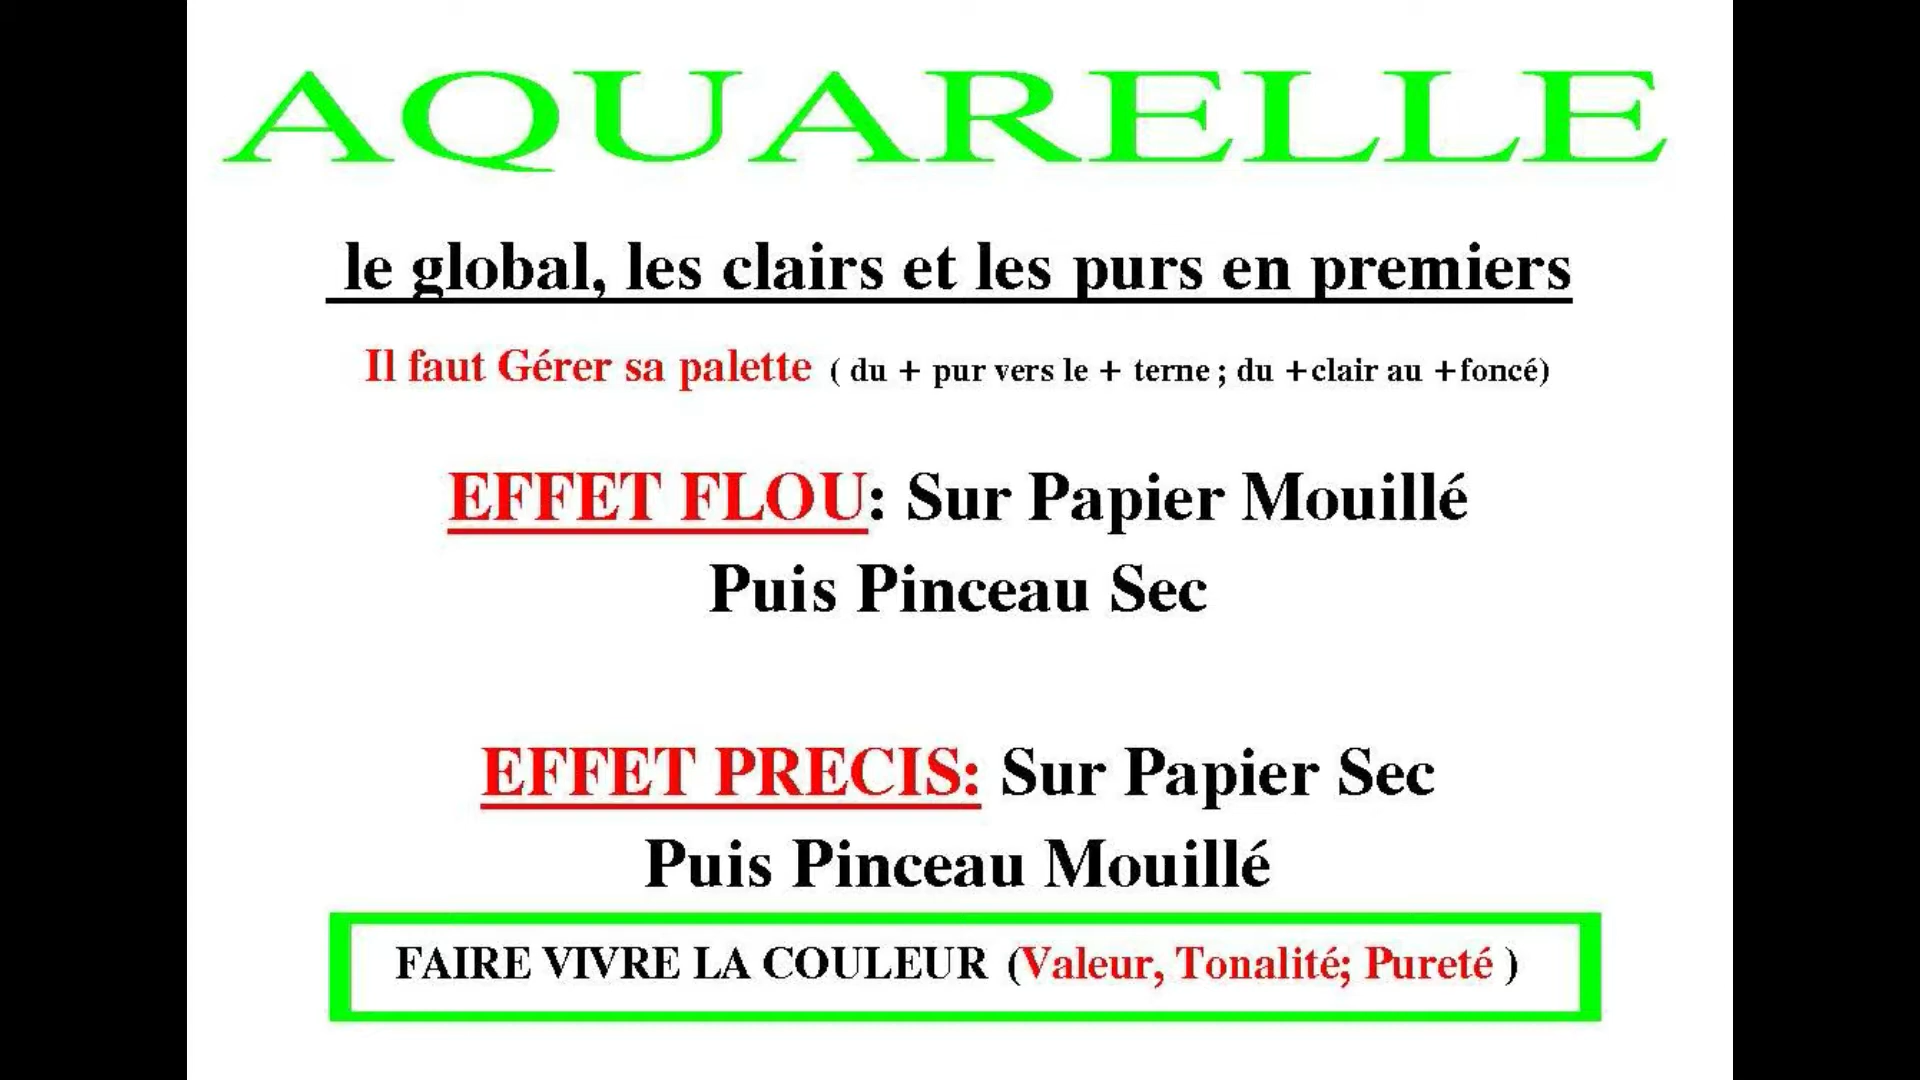 AQUARELLE
le global, les clairs et les purs en premiers
Il faut Gérer sa palette ( du + pur vers le + terne ; du +clair au +foncé)
EFFET FLOU: Sur Papier Mouillé
Puis Pinceau Sec
EFFET PRECIS: Sur Papier Sec
Puis Pinceau Mouillé
FAIRE VIVRE LA COULEUR (Valeur, Tonalité; Pureté )